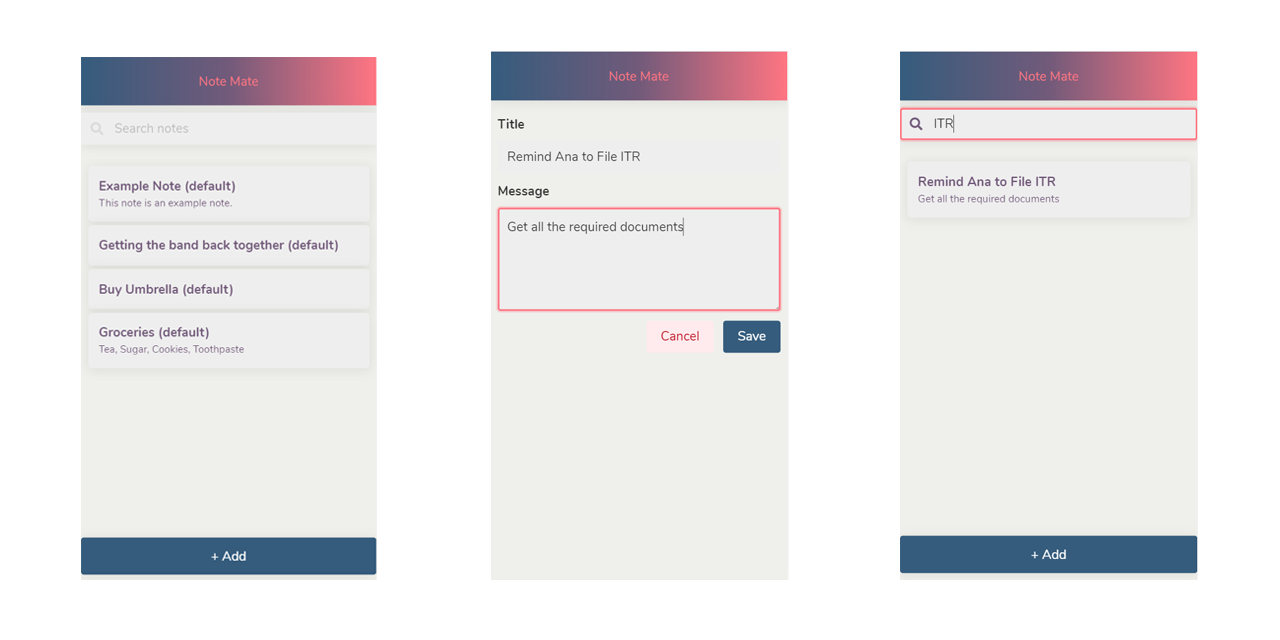 Note Mate
Search notes
Example Note (default)
This note is an example note.
Getting the band back together (default)
Buy Umbrella (default)
Groceries (default)
Tea, Sugar, Cookies, Toothpaste
+ Add
Note Mate
Title
Remind Ana to File ITR
Message
Get all the required documents
Cancel Save
Note Mate
ITR
Remind Ana to File ITR
Get all the required documents
+ Add